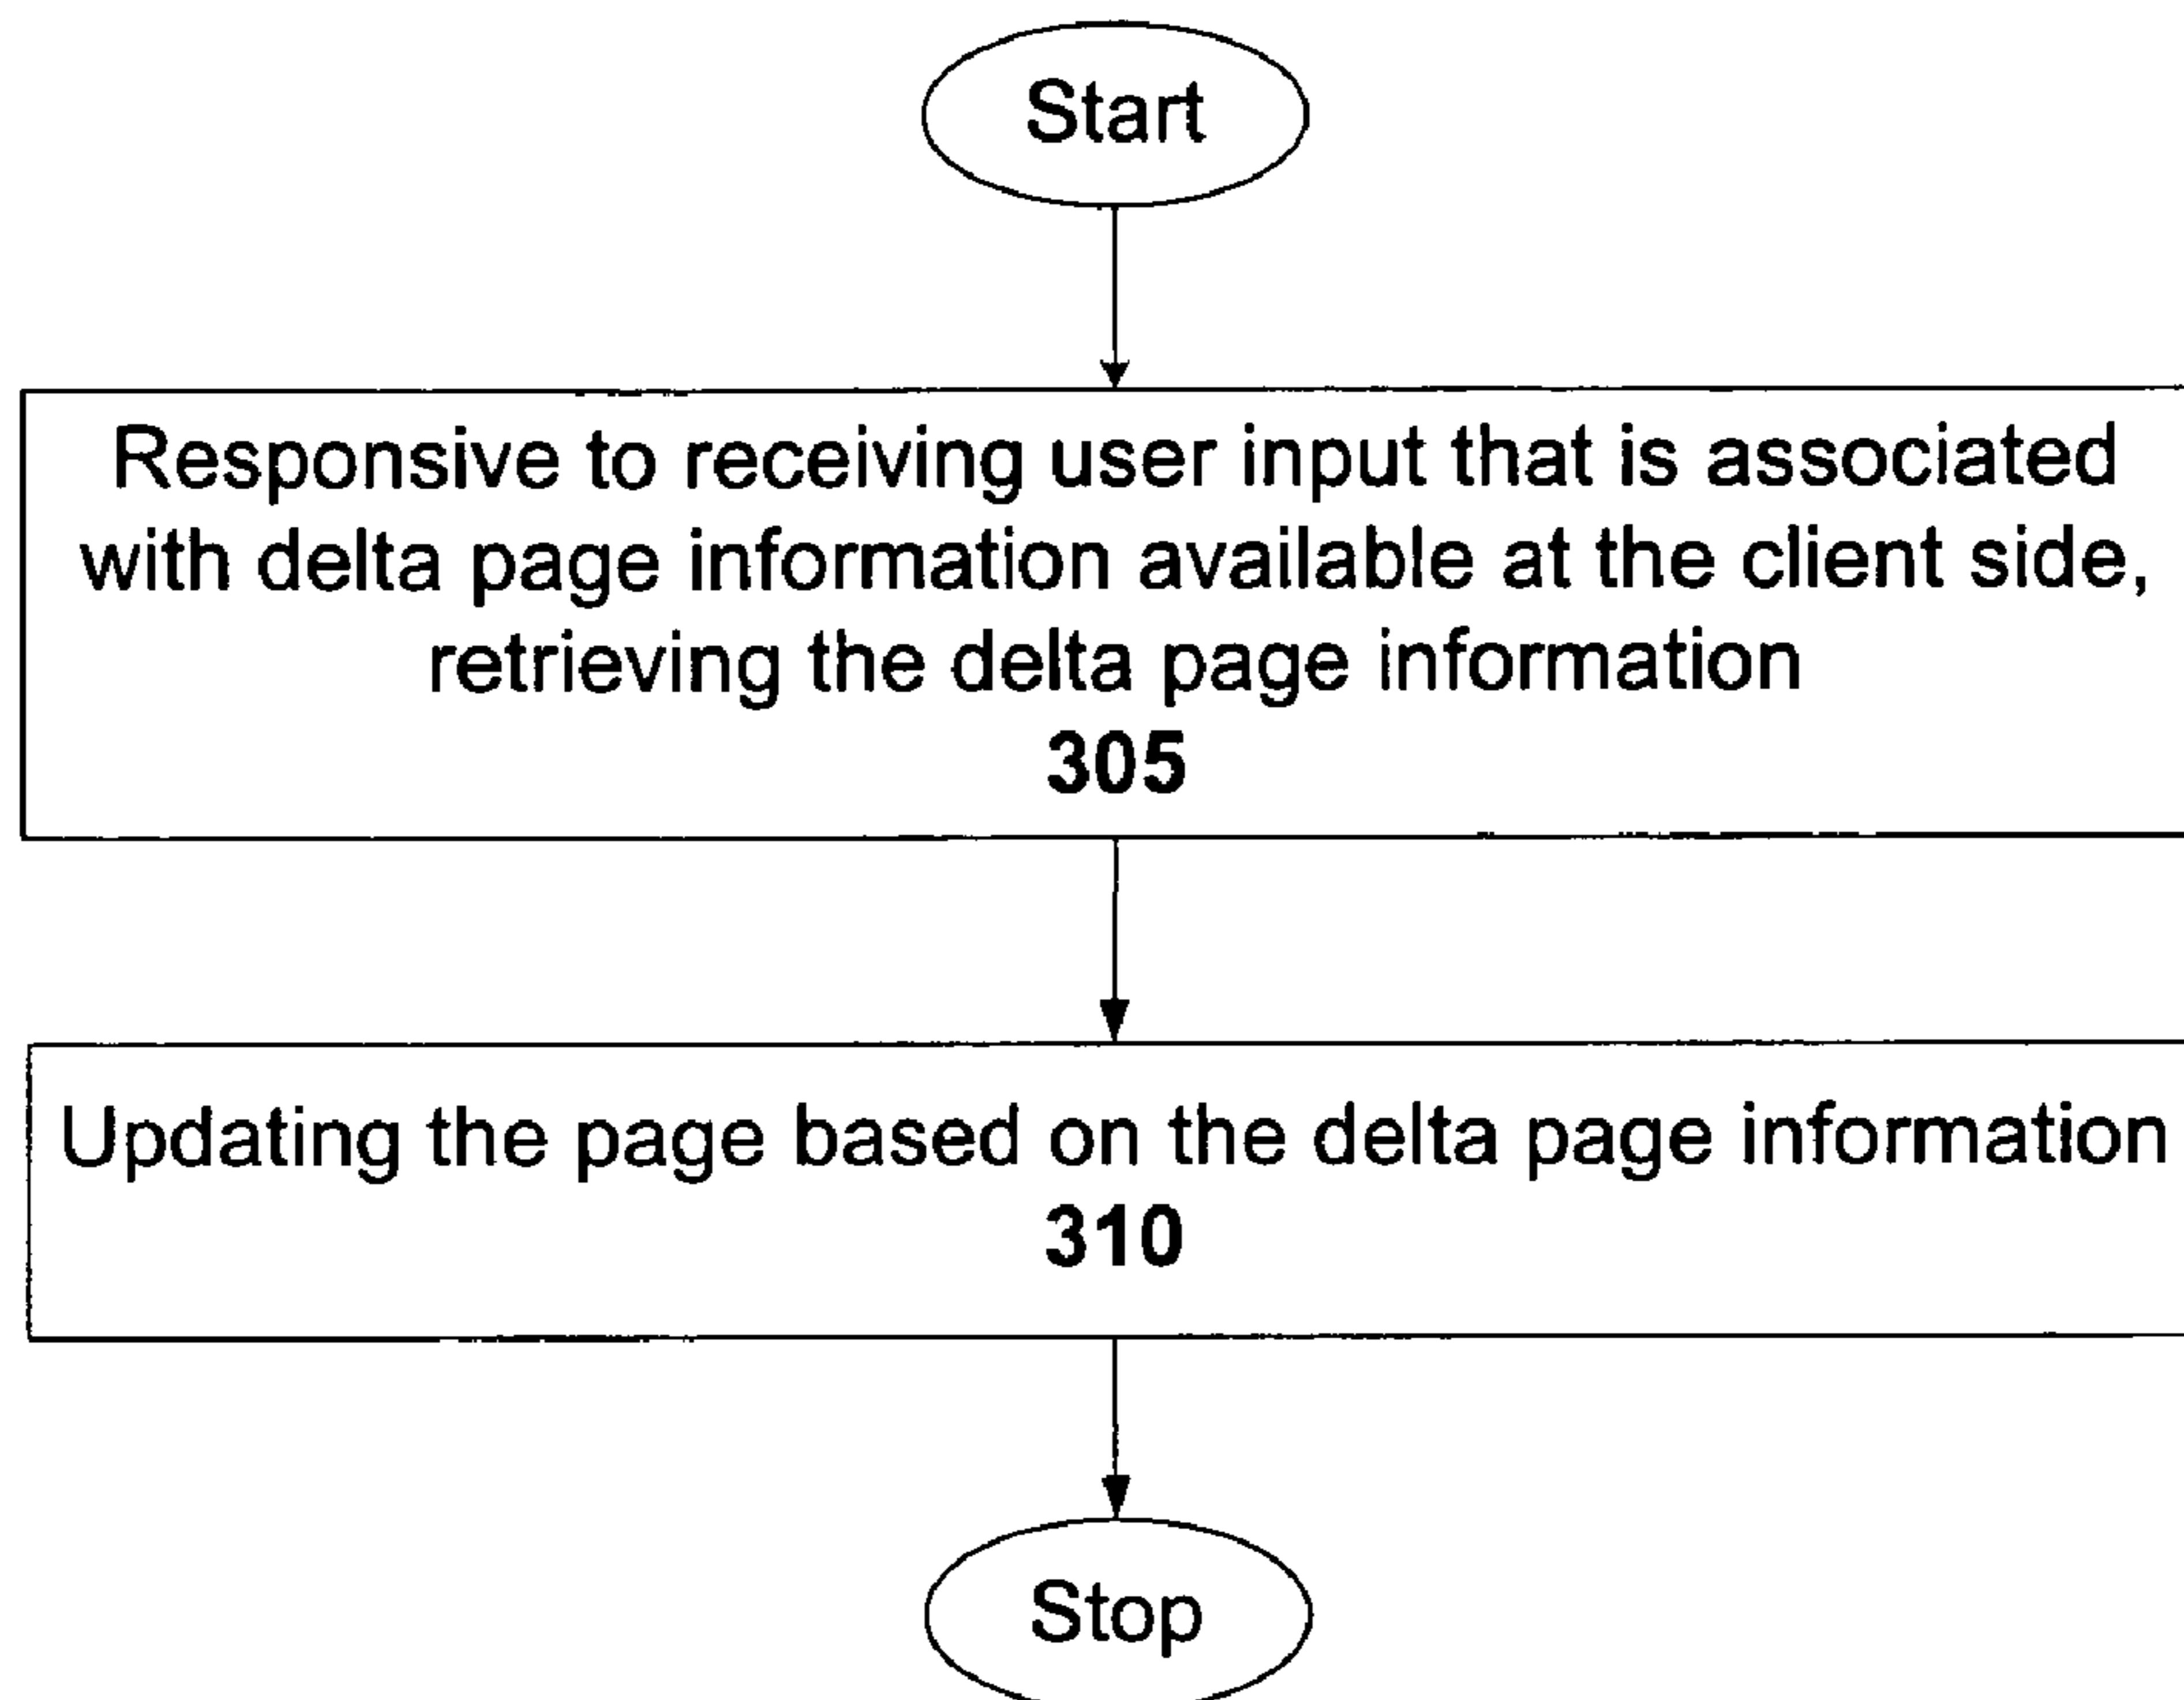 Start
Responsive to receiving user input that is associated
with delta page information available at the client side,
retrieving the delta page information
305
Updating the page based on the delta page information
310
Stop